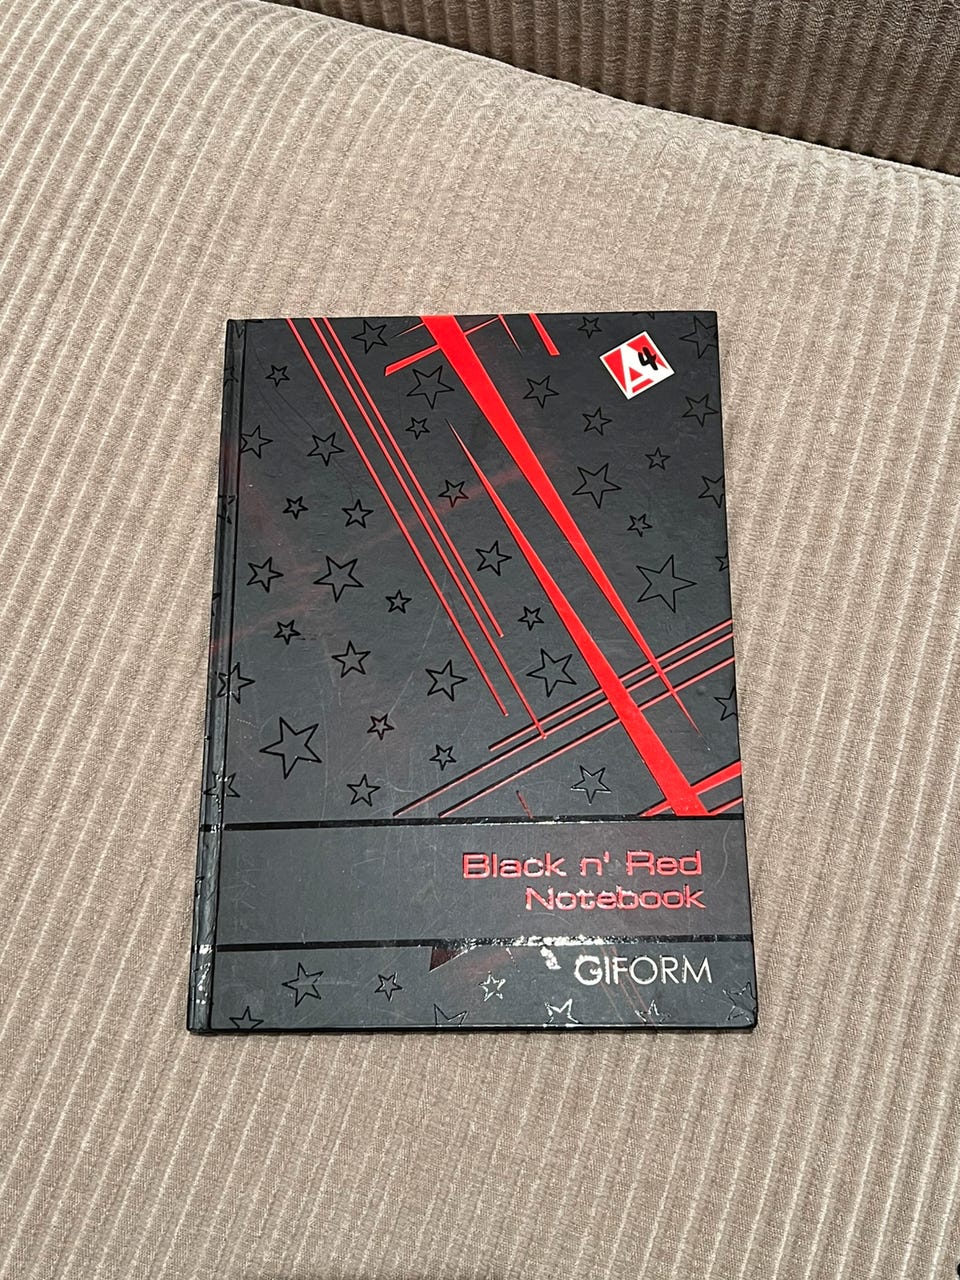 A4
Black n' Red
Notebook
GIFORM